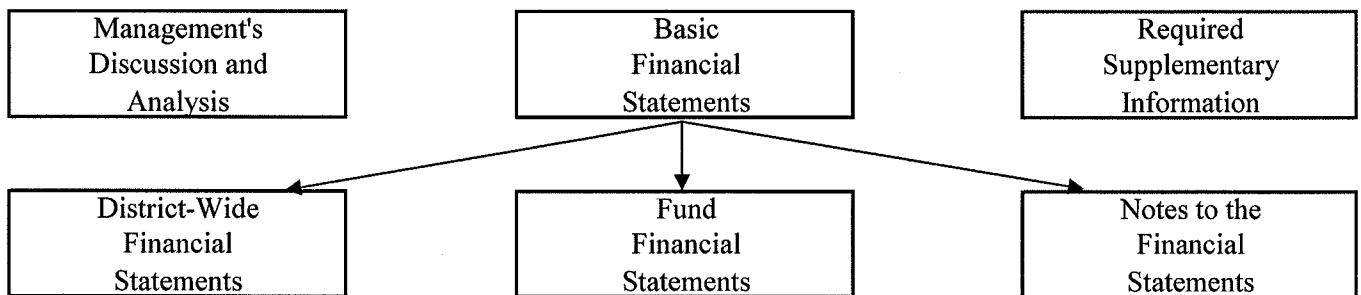 Management's
Discussion and
Analysis
Basic
Financial
Statements
Required
Supplementary
Information
District-Wide
Financial
Statements
Fund
Financial
Statements
Notes to the
Financial
Statements